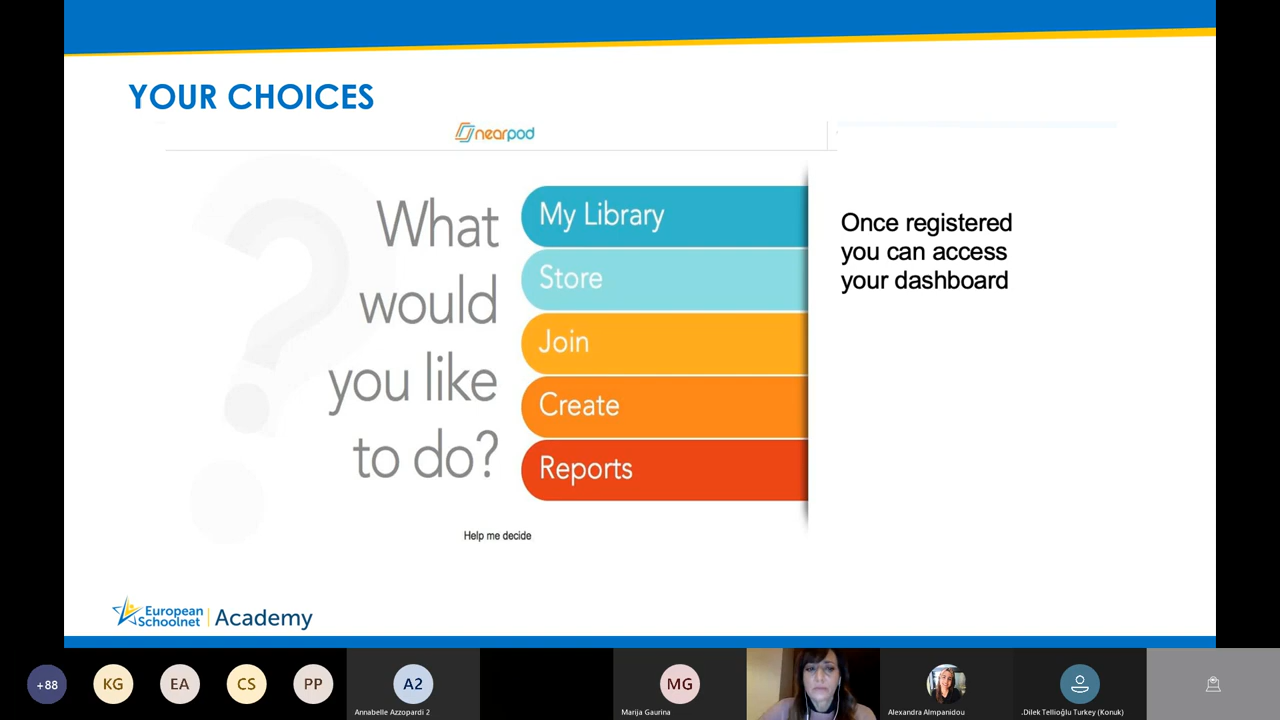 YOUR CHOICES
nearpod
What
would
you like
to do?
My Library
Store
Join
Create
Reports
Once registered
you can access
your dashboard
Help me decide
European
Schoolnet
Academy
+88
KG
EA
CS
PP
A2
MG
Annabelle Azzopardi 2
Marija Gaurina
Alexandra Almpanidou
.Dilek Tellioğlu Turkey (Konuk)